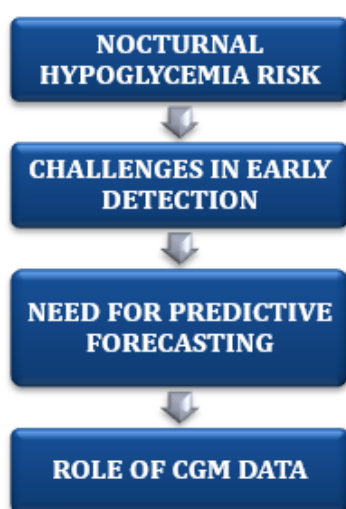 NOCTURNAL
HYPOGLYCEMIA RISK
CHALLENGES IN EARLY
DETECTION
NEED FOR PREDICTIVE
FORECASTING
ROLE OF CGM DATA